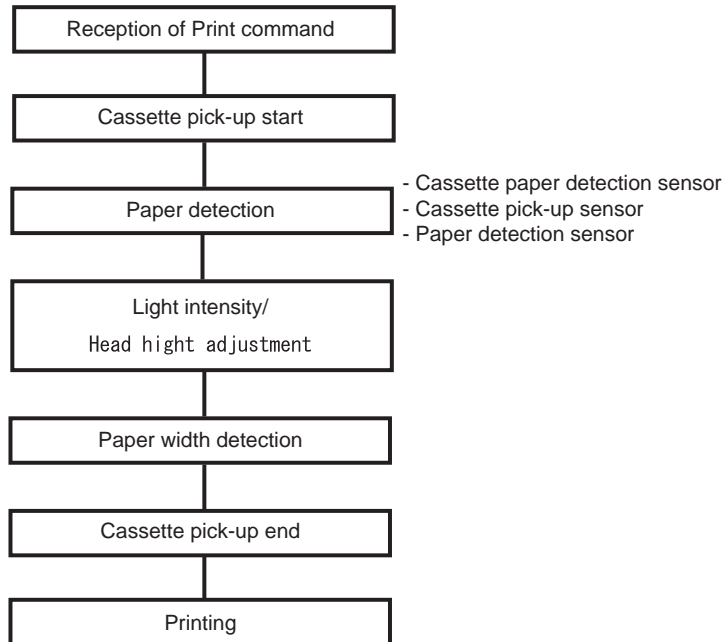 Reception of Print command
Cassette pick-up start
Paper detection
- Cassette paper detection sensor
- Cassette pick-up sensor
- Paper detection sensor
Light intensity/
Head hight adjustment
Paper width detection
Cassette pick-up end
Printing